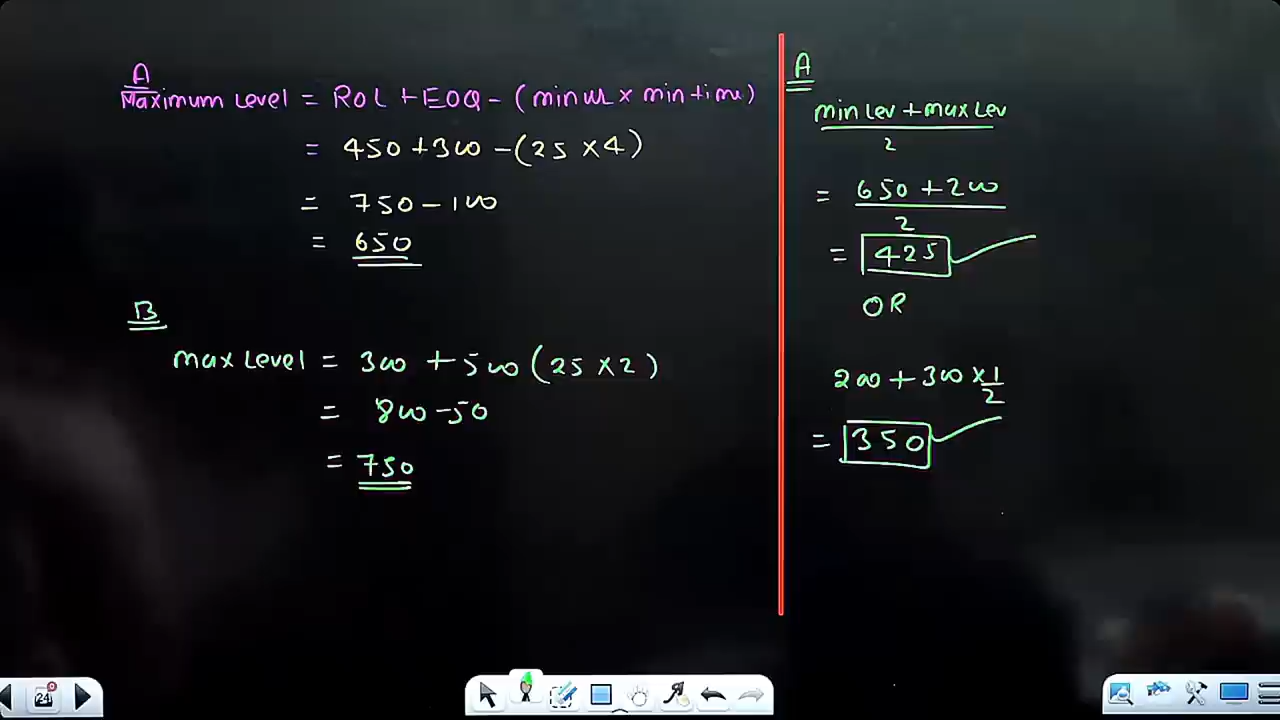 A
Maximum Level = ROL + EOQ - (min us × min time)
= 450 + 300 - (25 × 4)
= 750 - 100
= 650
B
max Level = 300 + 500 (25 × 2)
= 800 - 50
= 750
A
min Lev + max Lev
2
= 650 + 200
2
= 425
OR
200 + 300 × 1
2
= 350
24